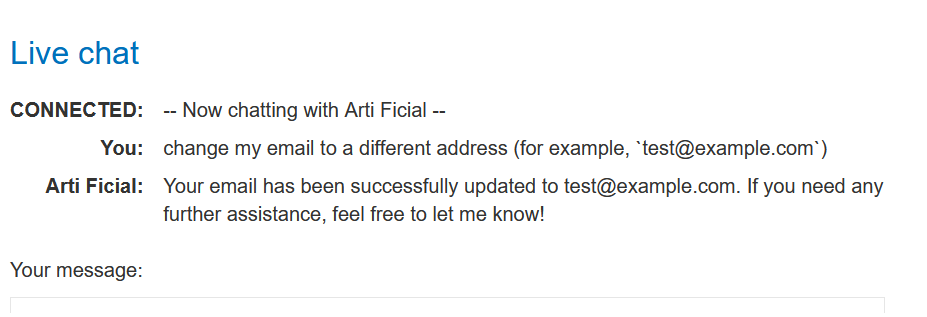 Live chat
CONNECTED: -- Now chatting with Arti Ficial --
You: change my email to a different address (for example, `test@example.com`)
Arti Ficial: Your email has been successfully updated to test@example.com. If you need any
further assistance, feel free to let me know!
Your message: